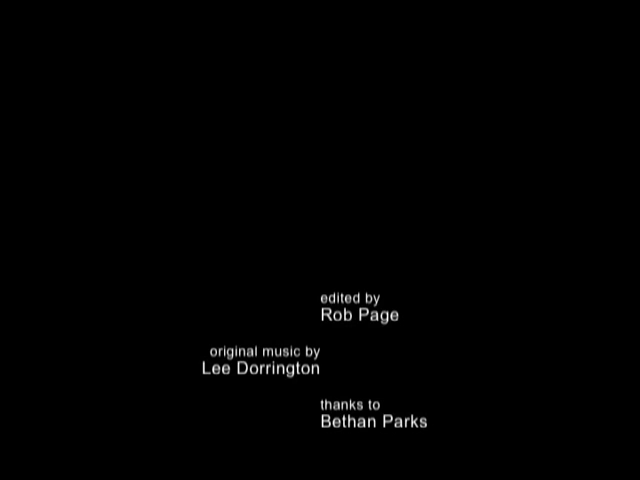 edited by
Rob Page
original music by
Lee Dorrington
thanks to
Bethan Parks